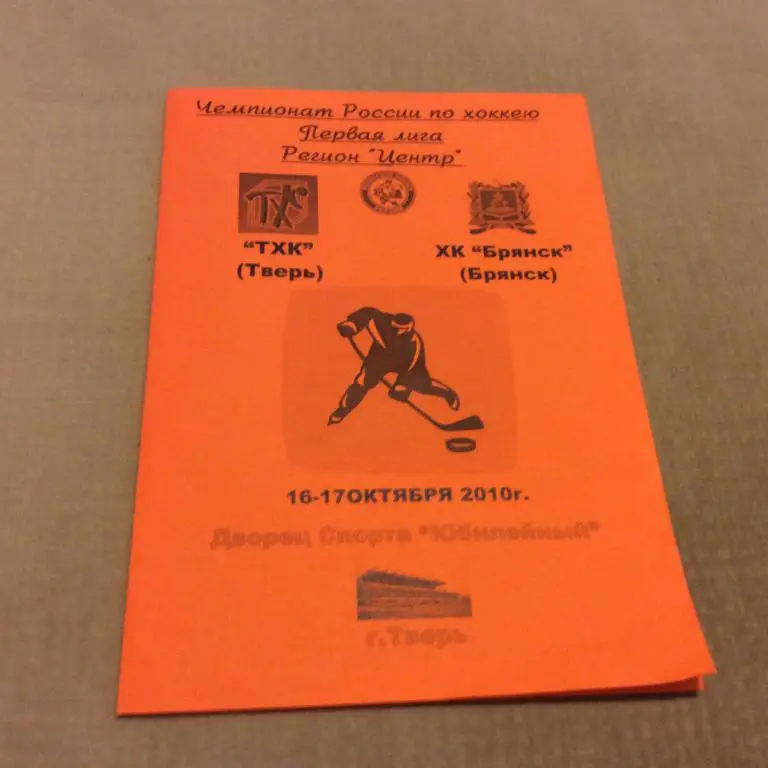 Чемпионат России по хоккею
Первая лига
Регион "Центр"
ТХК
"ТХК" ХК "Брянск"
(Тверь) (Брянск)
16-17ОКТЯБРЯ 2010г.
Дворец Спорта "Юбилейный"
г.Тверь